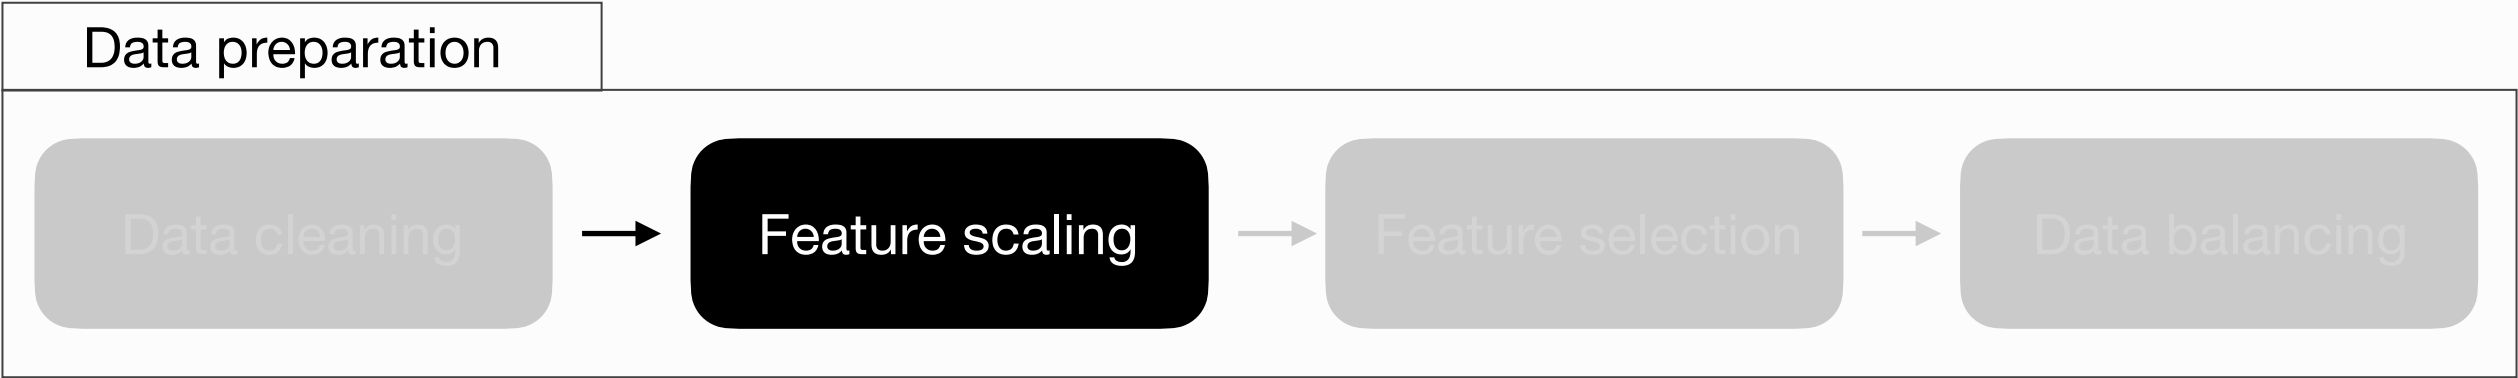 Data preparation
Data cleaning
Feature scaling
Feature selection
Data balancing